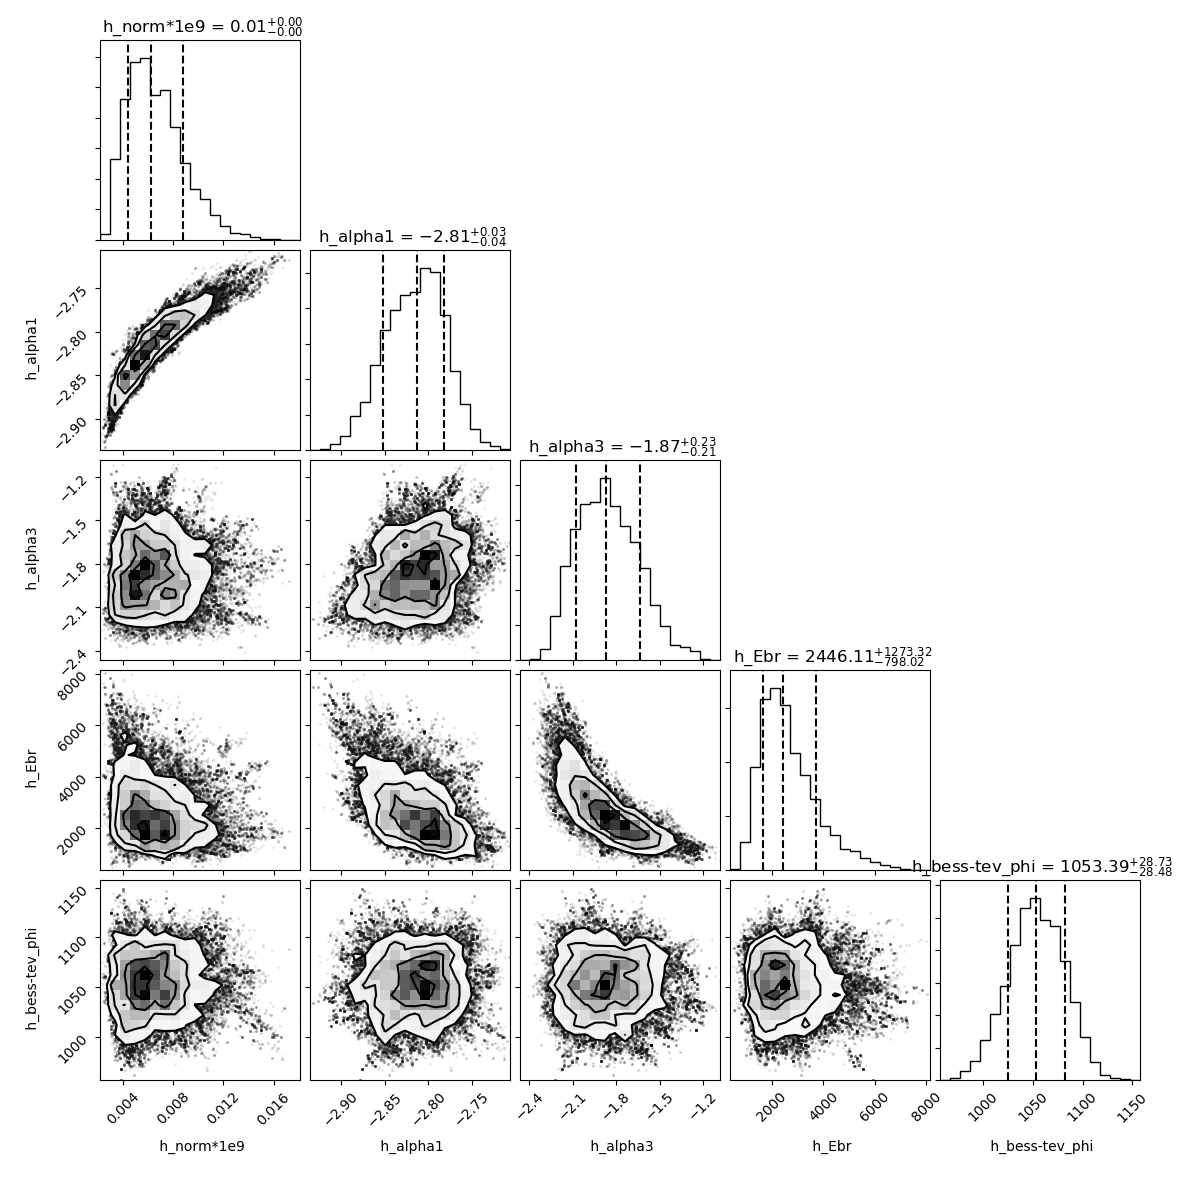 h_norm*1e9 = 0.01+0.00 −0.00
h_alpha1 = −2.81+0.03 −0.04
−2.75
−2.80
−2.85
−2.90
h_alpha1
h_alpha3 = −1.87+0.23 −0.21
−1.2
−1.5
−1.8
−2.1
−2.4
h_alpha3
h_Ebr = 2446.11+1273.32 −798.02
8000
6000
4000
2000
h_Ebr
h_bess-tev_phi = 1053.39+28.73 −28.48
1150
1100
1050
1000
h_bess-tev_phi
0.004 0.008 0.012 0.016
−2.90 −2.85 −2.80 −2.75
−2.4 −2.1 −1.8 −1.5 −1.2
2000 4000 6000 8000
1000 1050 1100 1150
h_norm*1e9 h_alpha1 h_alpha3 h_Ebr h_bess-tev_phi